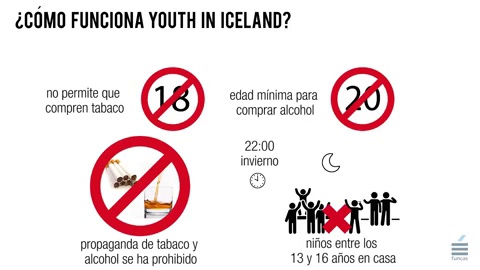 ¿CÓMO FUNCIONA YOUTH IN ICELAND?
no permite que
compren tabaco
18
edad mínima para
comprar alcohol
20
22:00
invierno
propaganda de tabaco y
alcohol se ha prohibido
niños entre los
13 y 16 años en casa
funcas